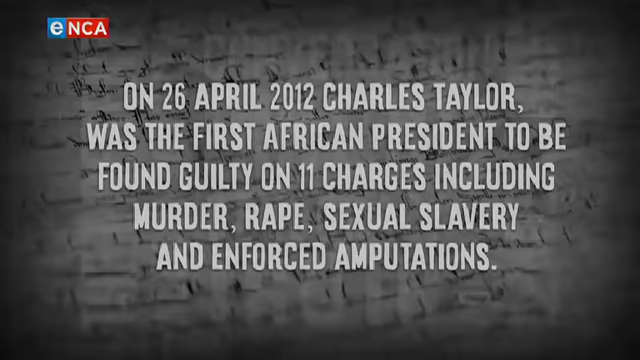 eNCA
ON 26 APRIL 2012 CHARLES TAYLOR,
WAS THE FIRST AFRICAN PRESIDENT TO BE
FOUND GUILTY ON 11 CHARGES INCLUDING
MURDER, RAPE, SEXUAL SLAVERY
AND ENFORCED AMPUTATIONS.